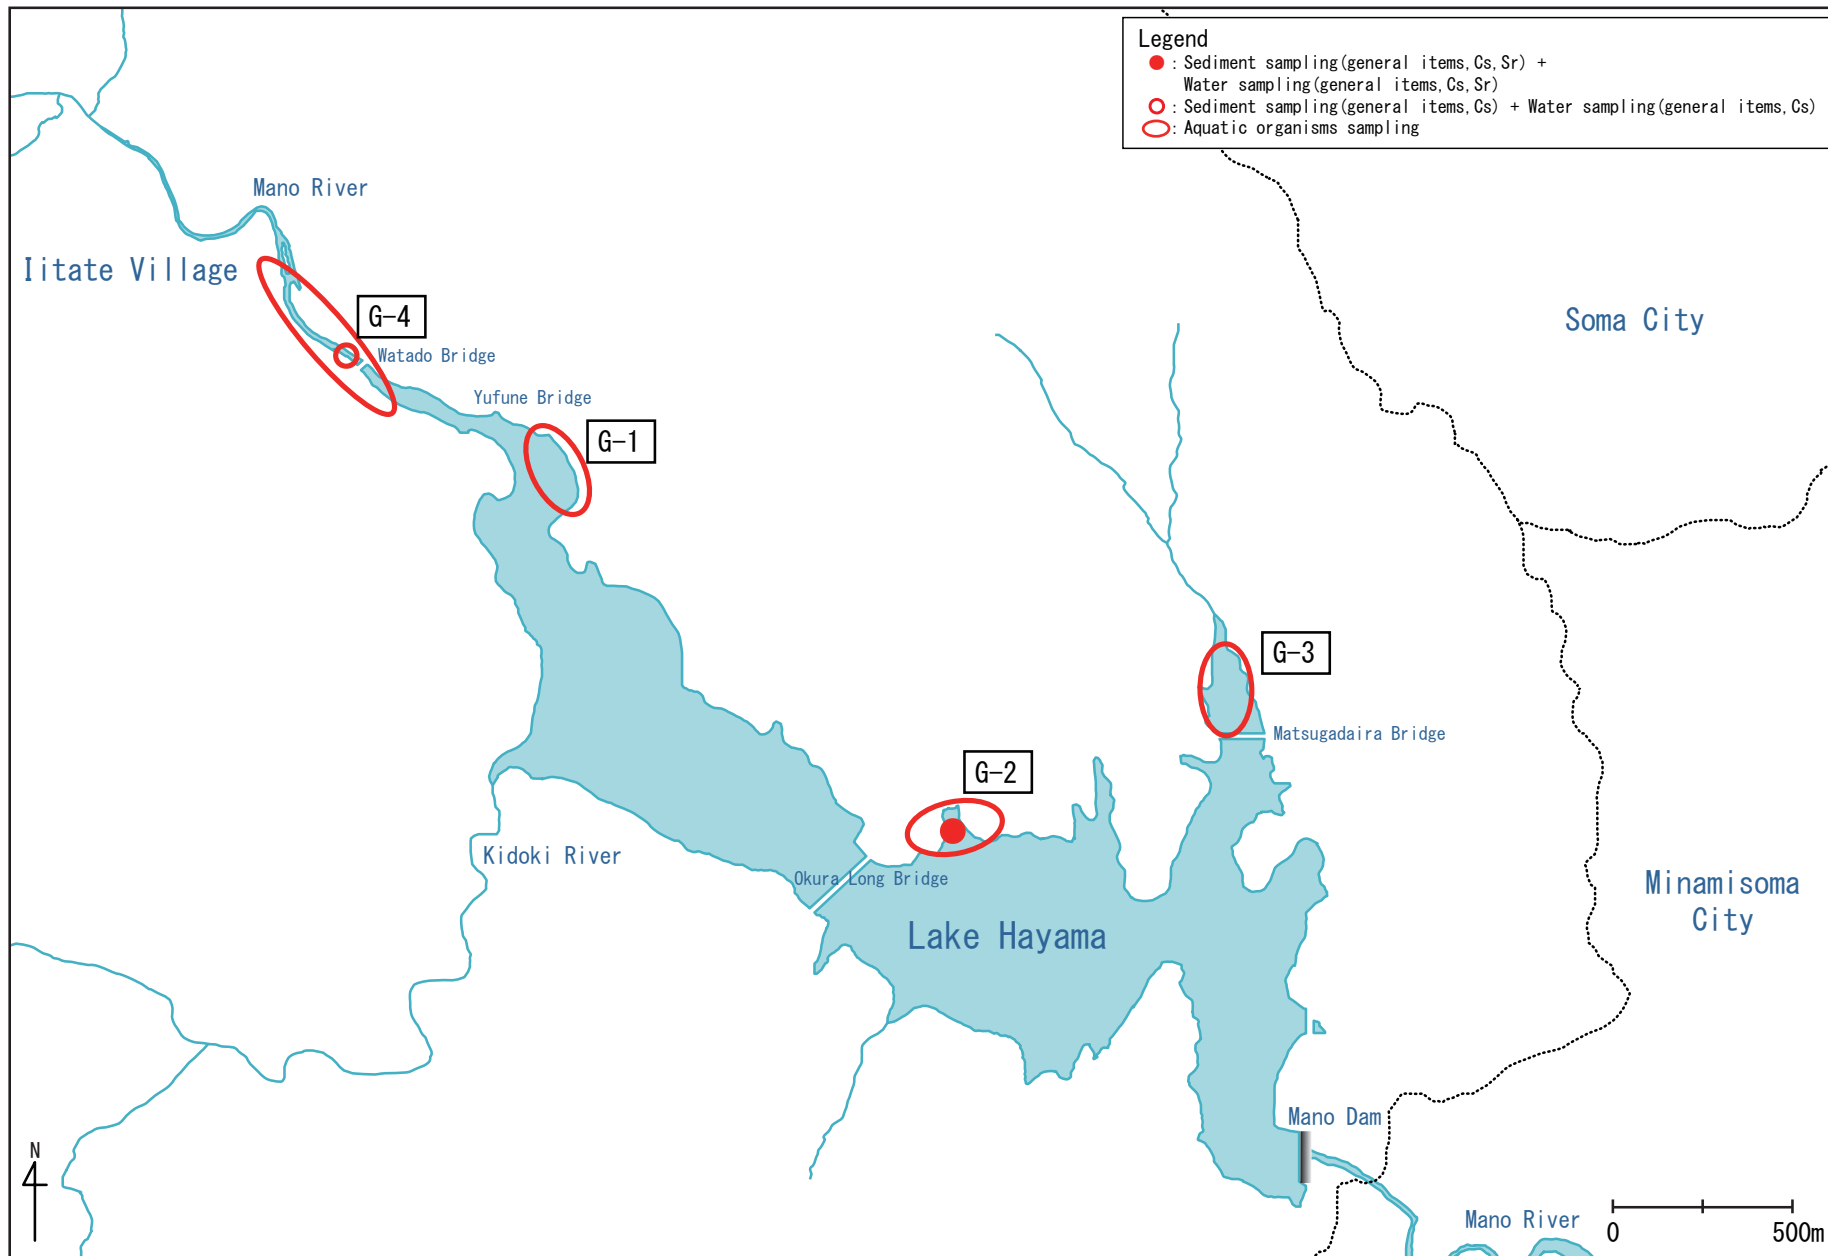 Legend
: Sediment sampling(general items,Cs,Sr) +
Water sampling(general items,Cs,Sr)
: Sediment sampling(general items,Cs) + Water sampling(general items,Cs)
: Aquatic organisms sampling
Mano River
Iitate Village
G-4
Soma City
Watado Bridge
Yufune Bridge
G-1
G-3
Matsugadaira Bridge
G-2
Kidoki River
Okura Long Bridge
Minamisoma
City
Lake Hayama
Mano Dam
N
Mano River
0
500m